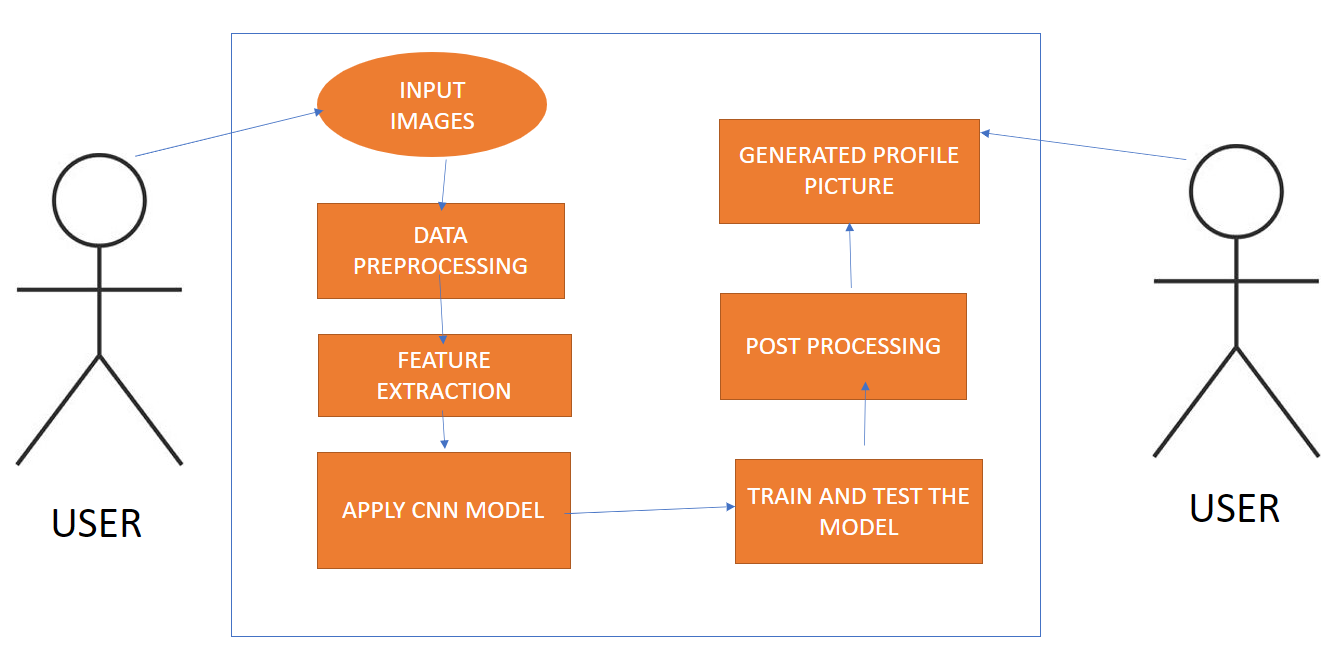 INPUT
IMAGES
DATA
PREPROCESSING
FEATURE
EXTRACTION
APPLY CNN MODEL
TRAIN AND TEST THE
MODEL
POST PROCESSING
GENERATED PROFILE
PICTURE
USER
USER